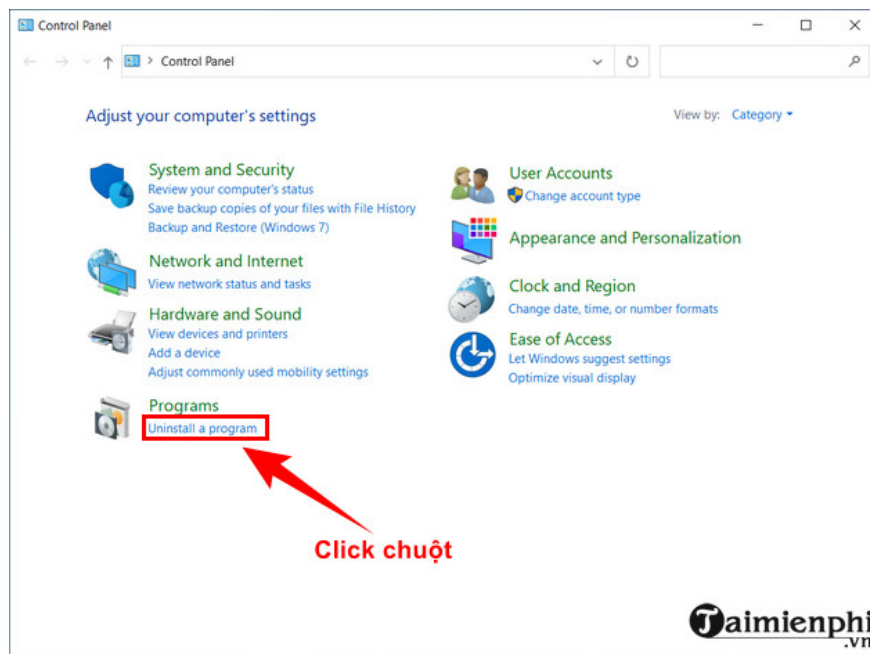 Control Panel
Control Panel
Adjust your computer's settings
View by: Category
System and Security
Review your computer's status
Save backup copies of your files with File History
Backup and Restore (Windows 7)
Network and Internet
View network status and tasks
Hardware and Sound
View devices and printers
Add a device
Adjust commonly used mobility settings
Programs
Uninstall a program
User Accounts
Change account type
Appearance and Personalization
Clock and Region
Change date, time, or number formats
Ease of Access
Let Windows suggest settings
Optimize visual display
Click chuột
Taimienphi
.vn